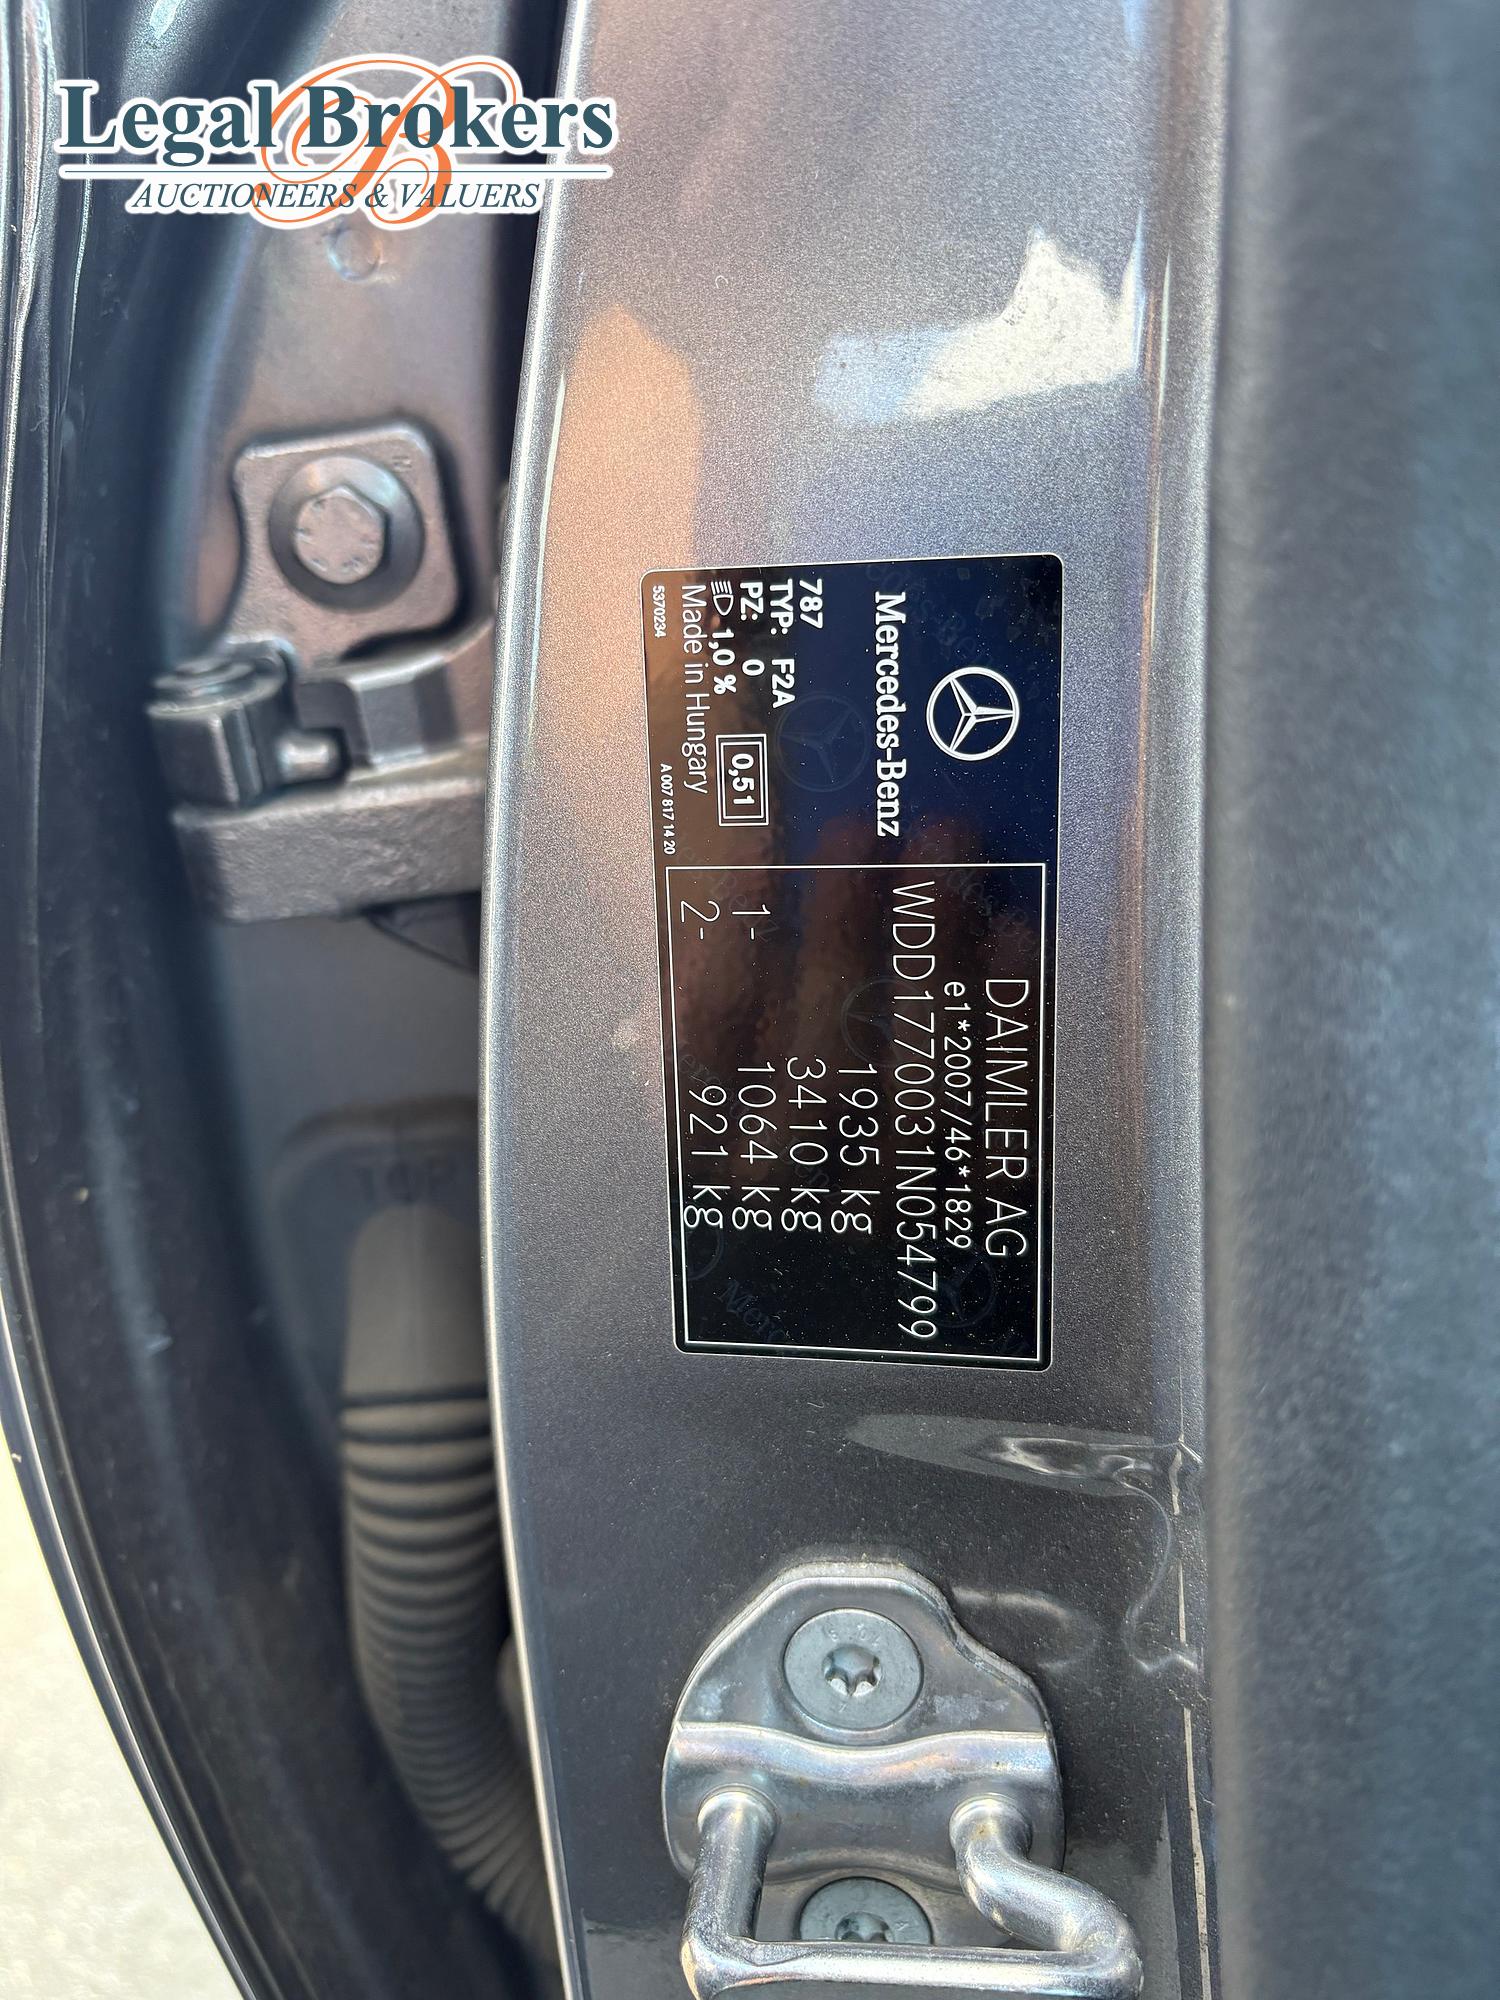 Legal Brokers
AUCTIONEERS & VALUERS
Mercedes-Benz
787
TYP: F2A
PZ: 0
1,0 %
0,51
Made in Hungary
5370234
A 007 817 14 20
DAIMLER AG
e1*2007/46*1829
WDD1770031N054799
1935 kg
3410 kg
1- 1064 kg
2- 921 kg
TOP